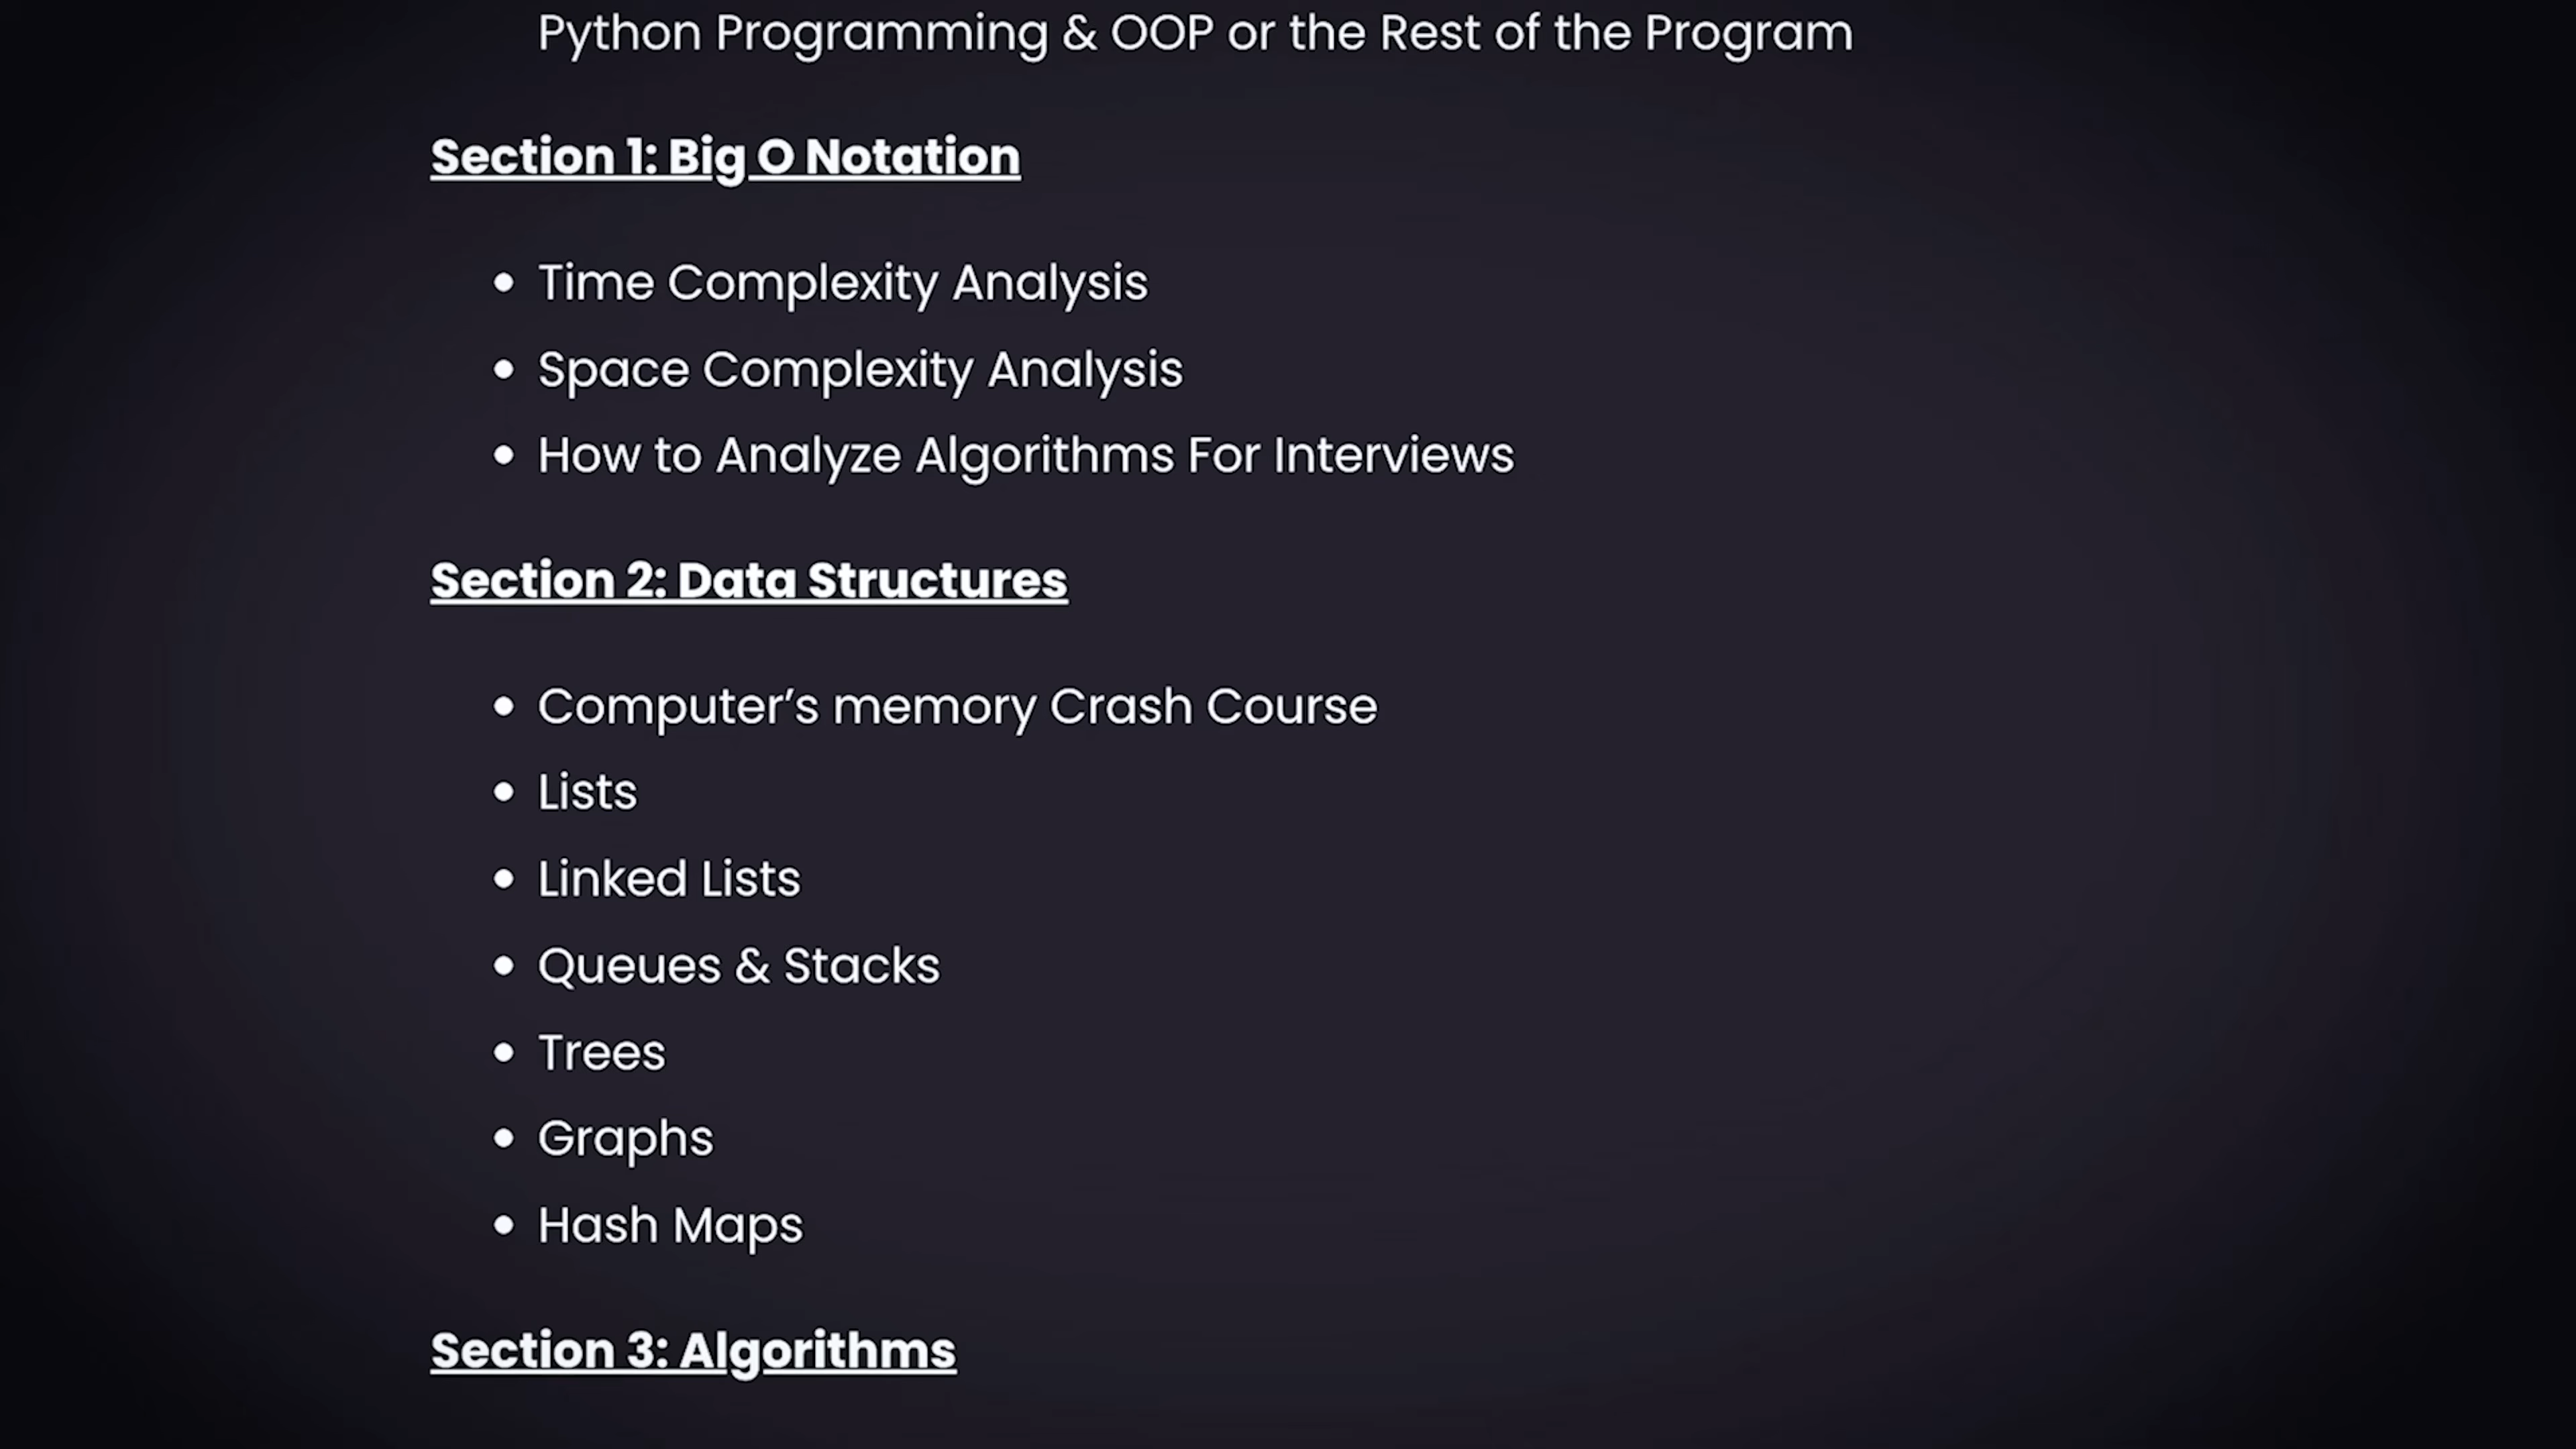 Python Programming & OOP or the Rest of the Program
Section 1: Big O Notation
• Time Complexity Analysis
• Space Complexity Analysis
• How to Analyze Algorithms For Interviews
Section 2: Data Structures
• Computer’s memory Crash Course
• Lists
• Linked Lists
• Queues & Stacks
• Trees
• Graphs
• Hash Maps
Section 3: Algorithms